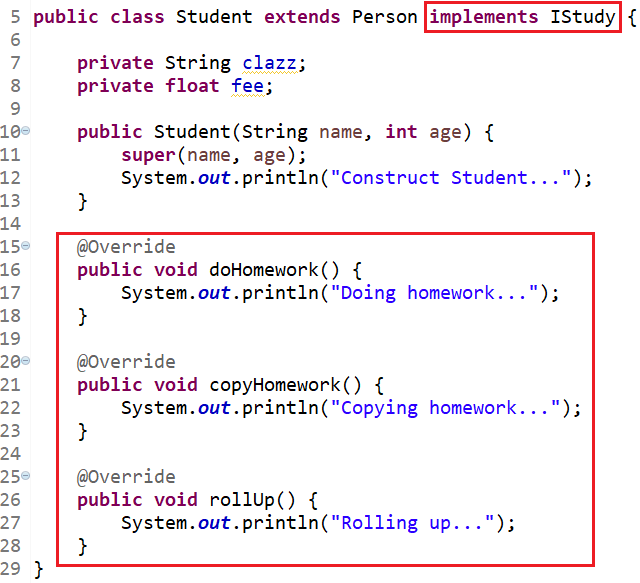 5 public class Student extends Person implements IStudy {
6
7     private String clazz;
8     private float fee;
9
10     public Student(String name, int age) {
11         super(name, age);
12         System.out.println("Construct Student...");
13     }
14
15     @Override
16     public void doHomework() {
17         System.out.println("Doing homework...");
18     }
19
20     @Override
21     public void copyHomework() {
22         System.out.println("Copying homework...");
23     }
24
25     @Override
26     public void rollUp() {
27         System.out.println("Rolling up...");
28     }
29 }